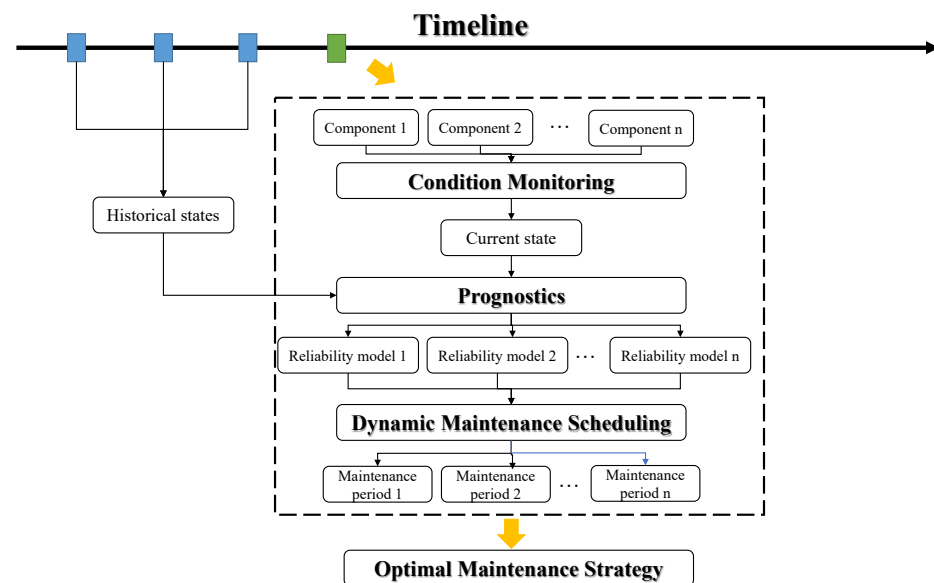 Timeline
Component 1
Component 2
...
Component n
Condition Monitoring
Historical states
Current state
Prognostics
Reliability model 1
Reliability model 2
...
Reliability model n
Dynamic Maintenance Scheduling
Maintenance
period 1
Maintenance
period 2
...
Maintenance
period n
Optimal Maintenance Strategy